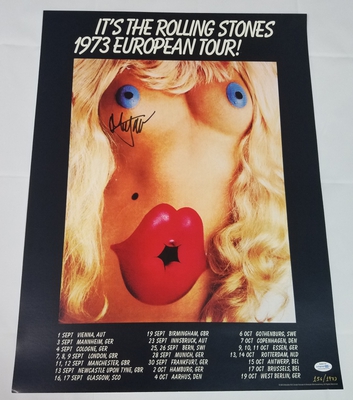 IT'S THE ROLLING STONES
1973 EUROPEAN TOUR!
1 SEPT VIENNA, AUT
3 SEPT MANNHEIM, GER
4 SEPT COLOGNE, GER
7, 8, 9 SEPT LONDON, GBR
11, 12 SEPT MANCHESTER, GBR
13 SEPT NEWCASTLE UPON TYNE, GBR
16, 17 SEPT GLASGOW, SCO
19 SEPT BIRMINGHAM, GBR
23 SEPT INNSBRUCK, AUT
25, 26 SEPT BERN, SWI
28 SEPT MUNICH, GER
30 SEPT FRANKFURT, GER
2 OCT HAMBURG, GER
4 OCT AARHUS, DEN
6 OCT GOTHENBURG, SWE
7 OCT COPENHAGEN, DEN
9, 10, 11 OCT ESSEN, GER
13, 14 OCT ROTTERDAM, NLD
15 OCT ANTWERP, BEL
17 OCT BRUSSELS, BEL
19 OCT WEST BERLIN, GER